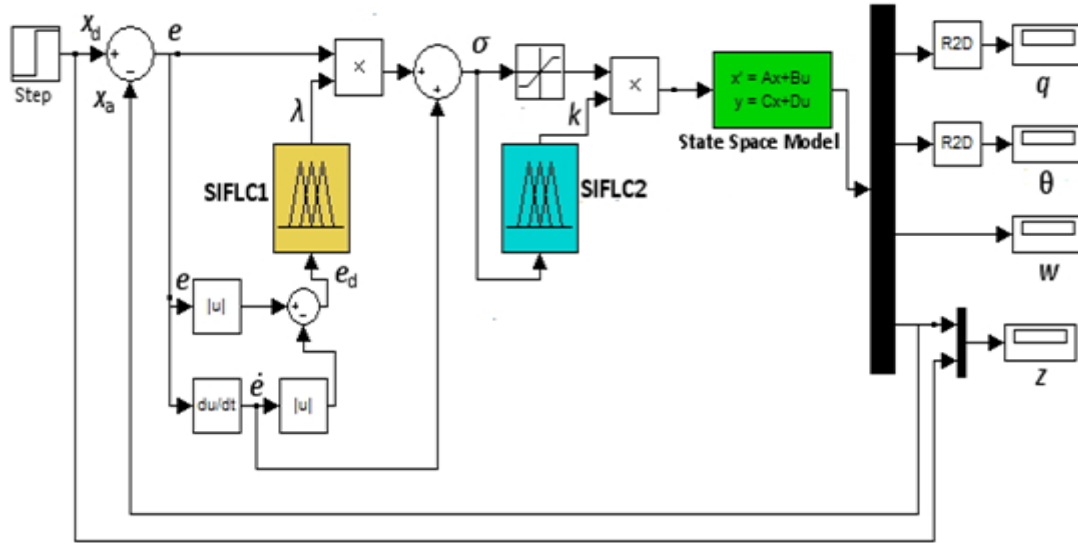 x_d
e
σ
Step
x_a
λ
×
k
×
x' = Ax+Bu
y = Cx+Du
State Space Model
R2D
q
R2D
θ
w
z
SIFLC1
SIFLC2
e
|u|
e_d
du/dt
ė
|u|
+
-
+
+
+
-